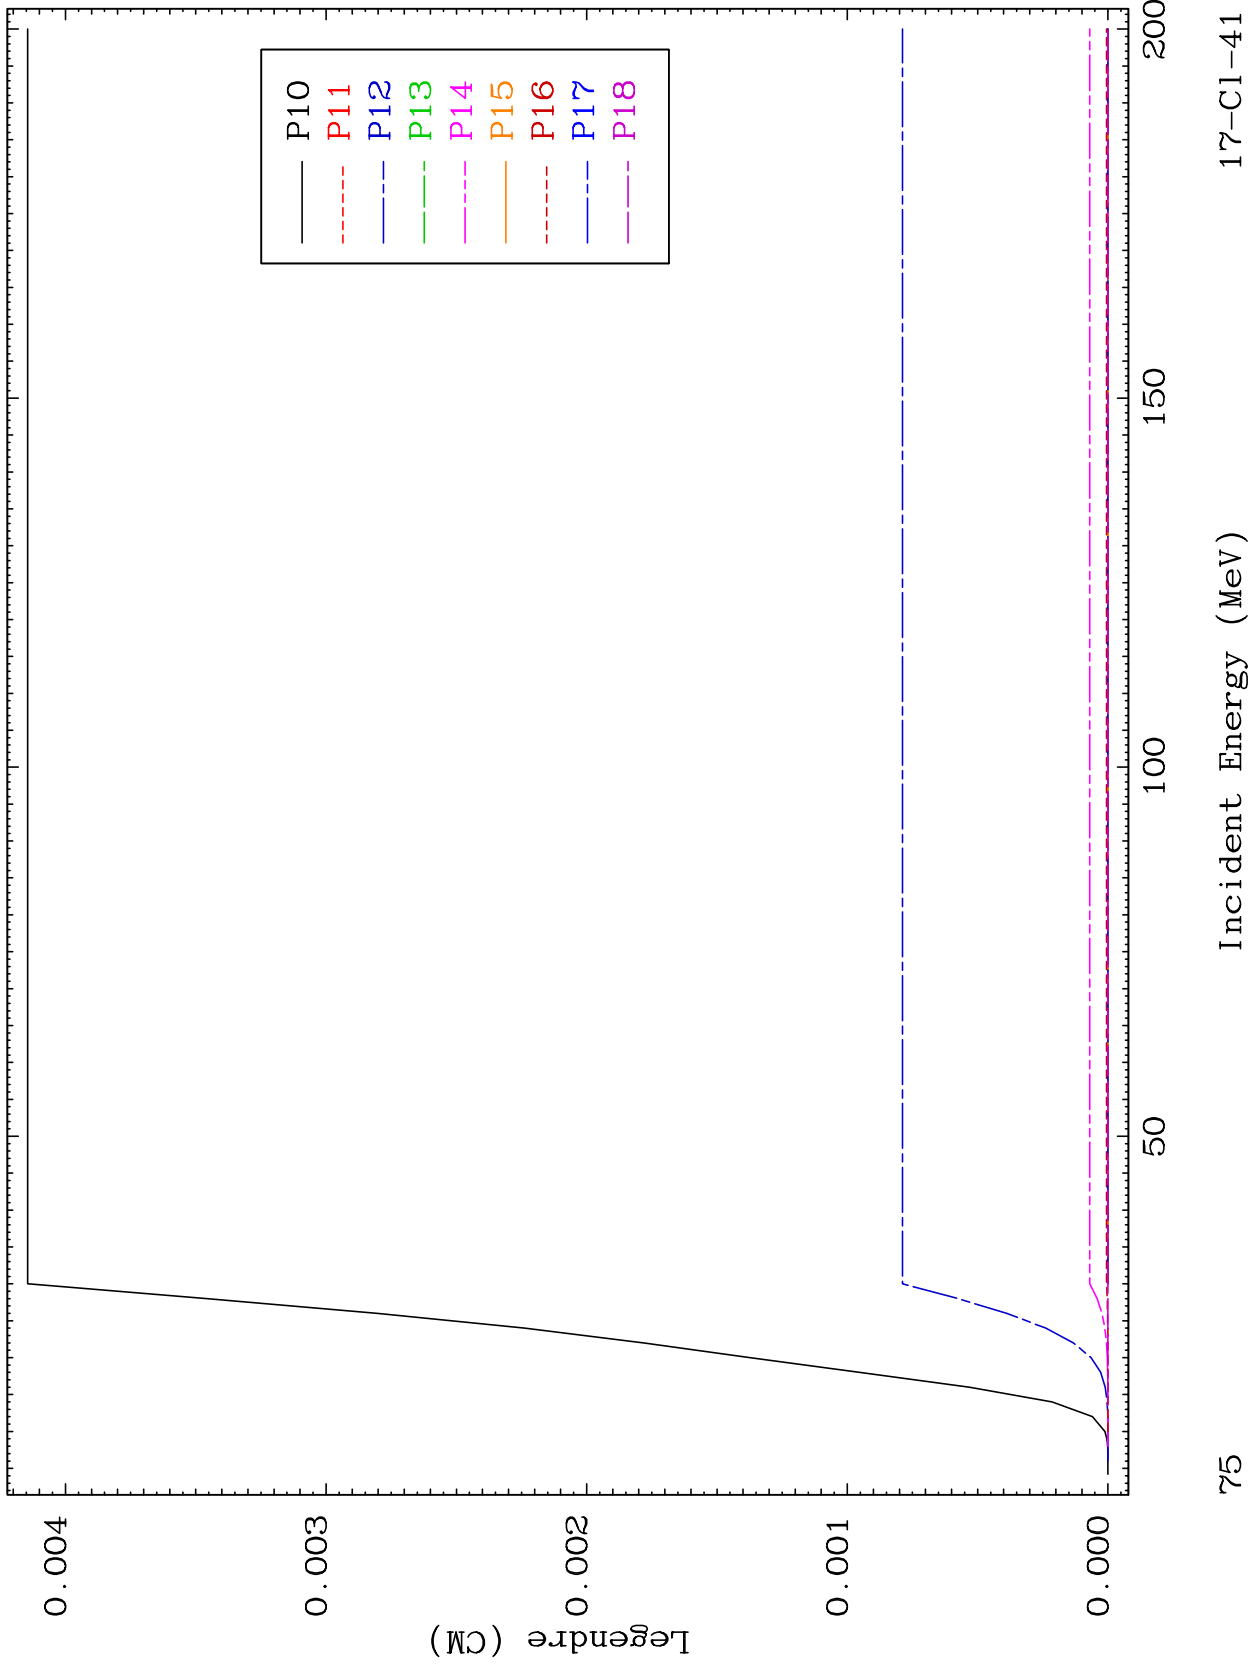 P10
P11
P12
P13
P14
P15
P16
P17
P18
0.004
0.003
0.002
0.001
0.000
Legendre (CM)
50
100
150
200
Incident Energy (MeV)
75
17-Cl-41